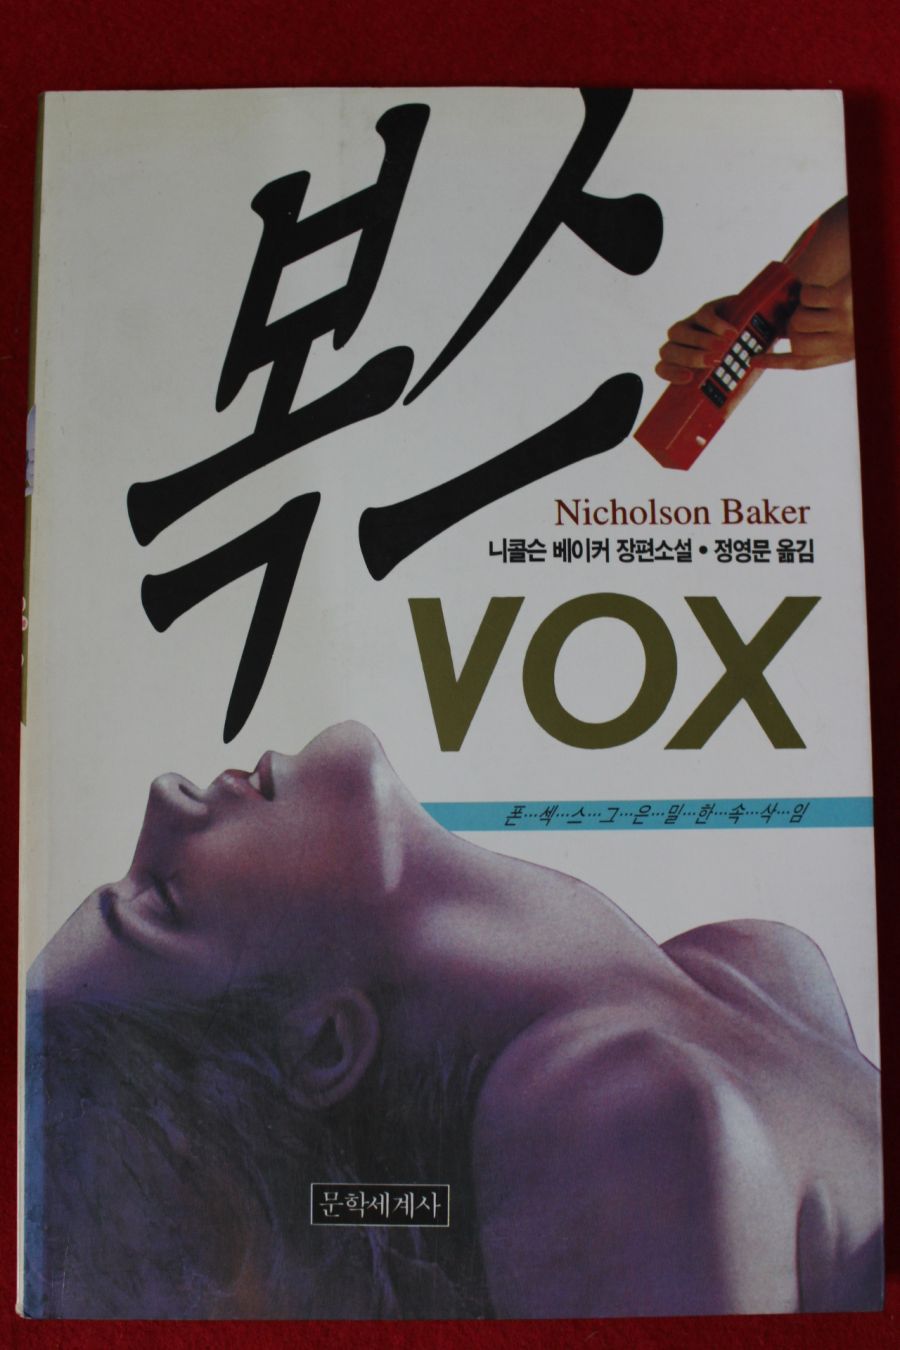 복스
Nicholson Baker
니콜슨 베이커 장편소설 • 정영문 옮김
VOX
폰…섹…스…그…은…밀…한…속…삭…임
문학세계사